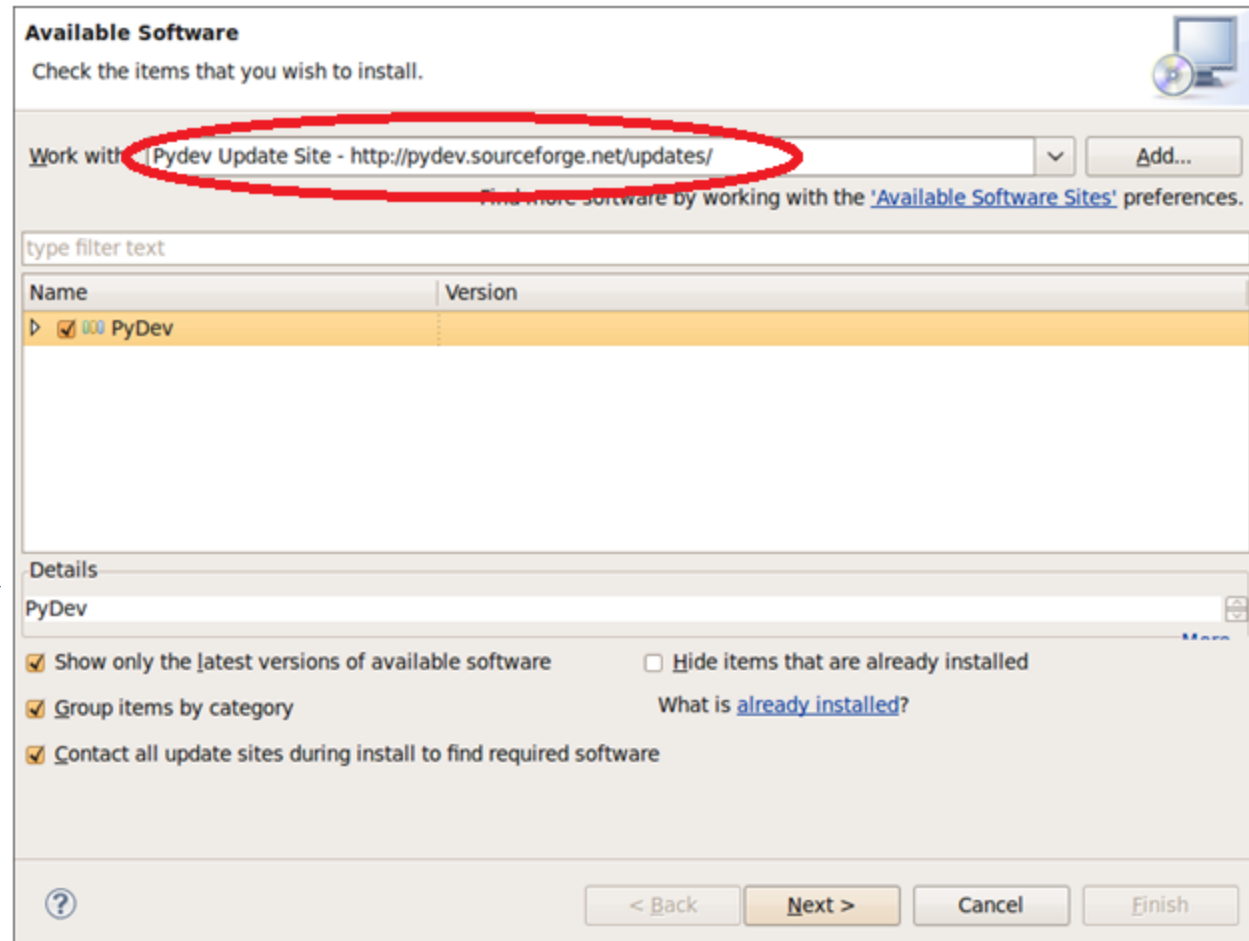 Available Software
Check the items that you wish to install.
Work with: Pydev Update Site - http://pydev.sourceforge.net/updates/ Add...
Find more software by working with the 'Available Software Sites' preferences.
type filter text
Name Version
PyDev
Details
PyDev
More
Show only the latest versions of available software Hide items that are already installed
Group items by category What is already installed?
Contact all update sites during install to find required software
< Back Next > Cancel Finish